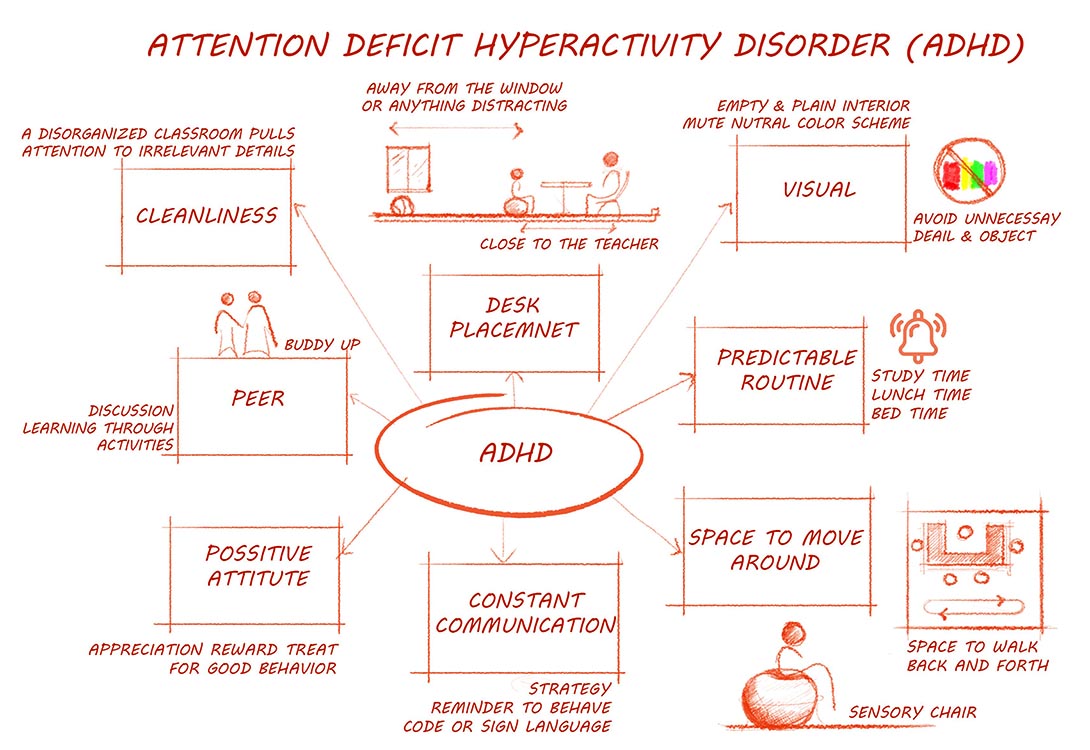 ATTENTION DEFICIT HYPERACTIVITY DISORDER (ADHD)
A DISORGANIZED CLASSROOM PULLS
ATTENTION TO IRRELEVANT DETAILS
CLEANLINESS
AWAY FROM THE WINDOW
OR ANYTHING DISTRACTING
CLOSE TO THE TEACHER
DESK
PLACEMNET
EMPTY & PLAIN INTERIOR
MUTE NUTRAL COLOR SCHEME
VISUAL
AVOID UNNECESSAY
DEAIL & OBJECT
BUDDY UP
PEER
DISCUSSION
LEARNING THROUGH
ACTIVITIES
PREDICTABLE
ROUTINE
STUDY TIME
LUNCH TIME
BED TIME
ADHD
POSSITIVE
ATTITUTE
APPRECIATION REWARD TREAT
FOR GOOD BEHAVIOR
CONSTANT
COMMUNICATION
STRATEGY
REMINDER TO BEHAVE
CODE OR SIGN LANGUAGE
SPACE TO MOVE
AROUND
SPACE TO WALK
BACK AND FORTH
SENSORY CHAIR